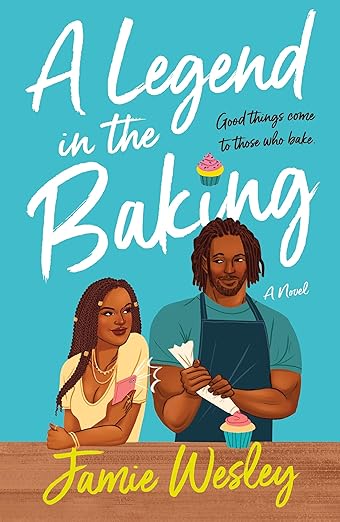 A Legend
in the
Good things come
to those who bake.
Baking
A Novel
Jamie Wesley